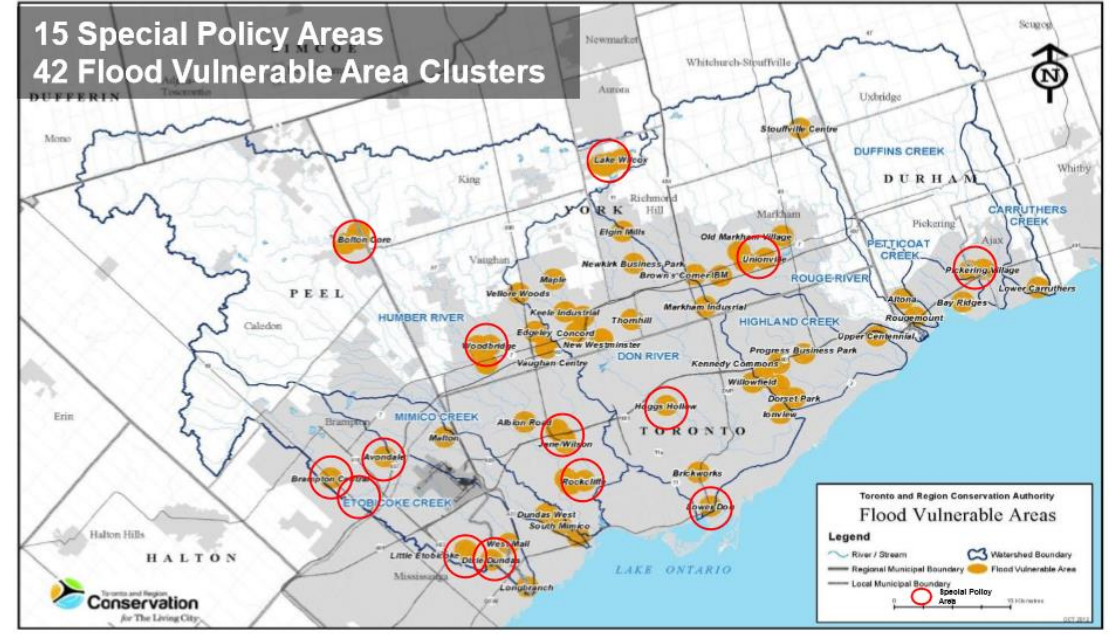 15 Special Policy Areas
42 Flood Vulnerable Area Clusters
SIMCOE
DUFFERIN
Tosorontio
Newmarket
Scugog
Whitchurch-Stouffville
N
Aurora
Uxbridge
Mono
Stouffville Centre
DUFFINS CREEK
Lake Wilcox
King
DURHAM
Whitby
Richmond
Hill
YORK
Markham
CARRUTHERS
CREEK
Pickering
Elgin Mills
Old Markham Village
Bolton Core
Ajax
PETTICOAT
CREEK
Vaughan
Newkirk Business Park
Unionville
Brown's Corner IBM
Pickering Village
Maple
ROUGE RIVER
Lower Carruthers
PEEL
Vellore Woods
Altona
Bay Ridges
Markham Indusrial
Keele Industrial
HUMBER RIVER
Thornhill
HIGHLAND CREEK
Rougemount
Caledon
Edgeley Concord
Upper Centennial
Woodbridge
New Westminster
Vaughan Centre
DON RIVER
Progress Business Park
Kennedy Commons
Willowfield
Dorset Park
Hoggs Hollow
Ionview
Erin
MIMICO CREEK
Brampton
Albion Road
TORONTO
Malton
Jane/Wilson
Avondale
Brickworks
Brampton Central
Rockcliffe
ETOBICOKE CREEK
Lower Don
Dundas West
South Mimico
Halton Hills
West Mall
HALTON
Little Etobicoke
Dixie Dundas
LAKE ONTARIO
Mississauga
Longbranch
Toronto and Region
Conservation
for The Living City
Toronto and Region Conservation Authority
Flood Vulnerable Areas
Legend
River / Stream
Watershed Boundary
Regional Municipal Boundary
Flood Vulnerable Area
Local Municipal Boundary
Special Policy
Area
0
10 Kilometres